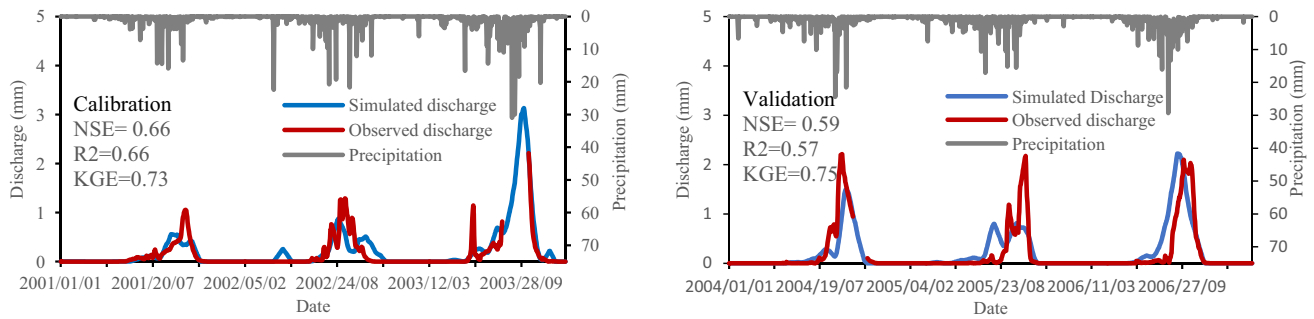 5
4
3
2
1
0
Discharge (mm)
Calibration
NSE= 0.66
R2=0.66
KGE=0.73
Simulated discharge
Observed discharge
Precipitation
0
10
20
30
40
50
60
70
Precipitation (mm)
2001/01/01 2001/20/07 2002/05/02 2002/24/08 2003/12/03 2003/28/09
Date
5
4
3
2
1
0
Discharge (mm)
Validation
NSE= 0.59
R2=0.57
KGE=0.75
Simulated Discharge
Observed discharge
Precipitation
0
10
20
30
40
50
60
70
Precipitation (mm)
2004/01/01 2004/19/07 2005/04/02 2005/23/08 2006/11/03 2006/27/09
Date